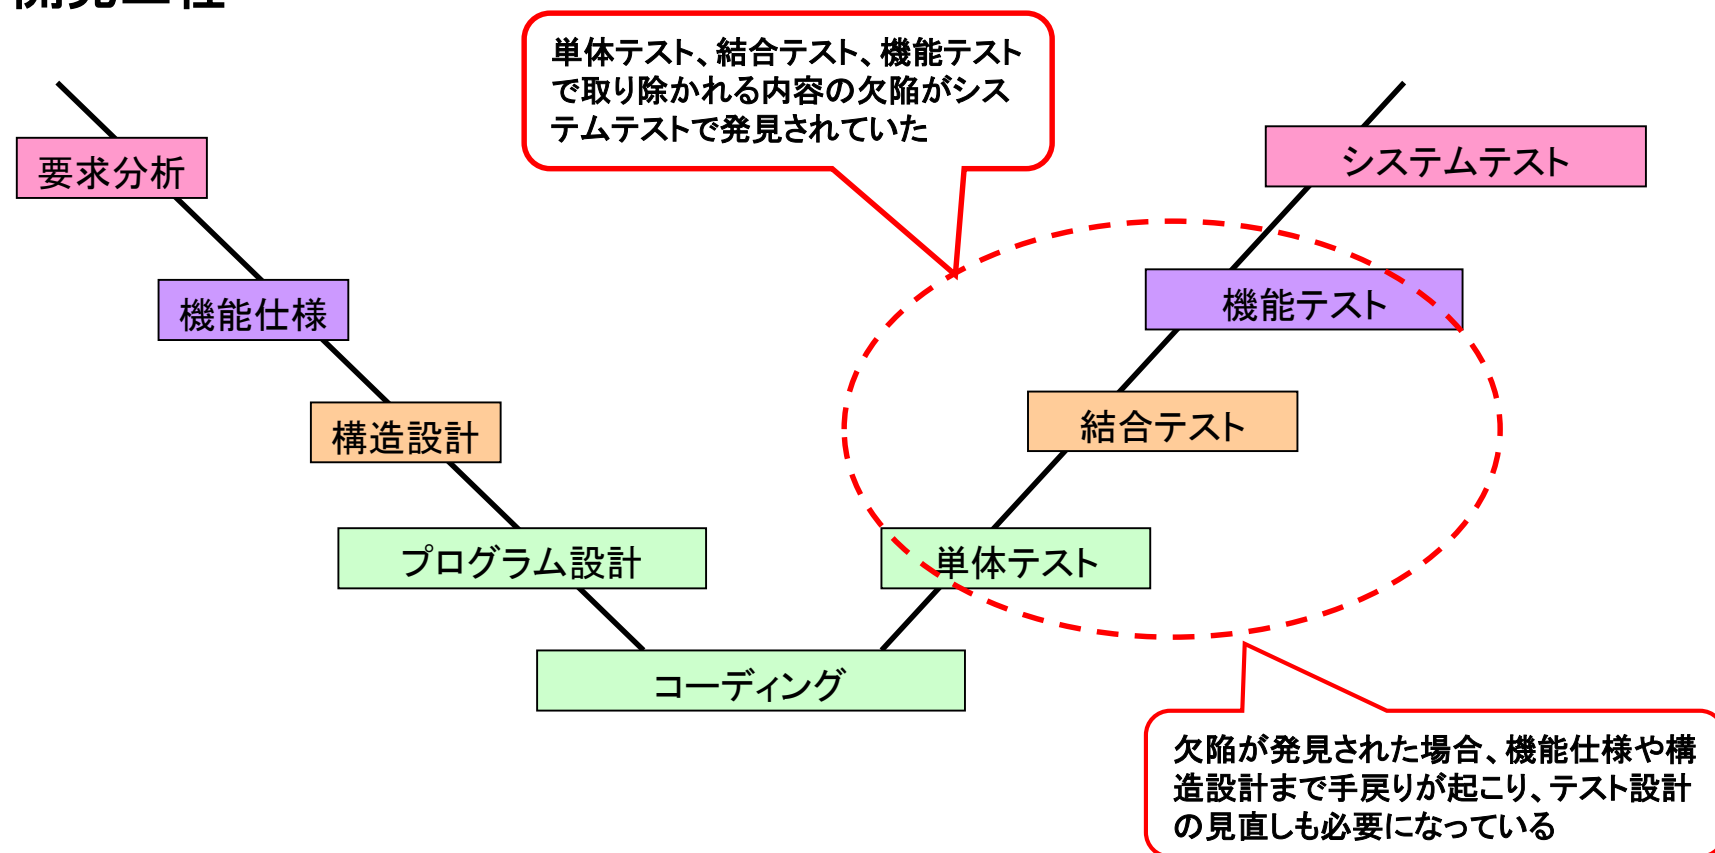 単体テスト、結合テスト、機能テスト
で取り除かれる内容の欠陥がシス
テムテストで発見されていた
要求分析
システムテスト
機能仕様
機能テスト
構造設計
結合テスト
プログラム設計
単体テスト
コーディング
欠陥が発見された場合、機能仕様や構
造設計まで手戻りが起こり、テスト設計
の見直しも必要になっている